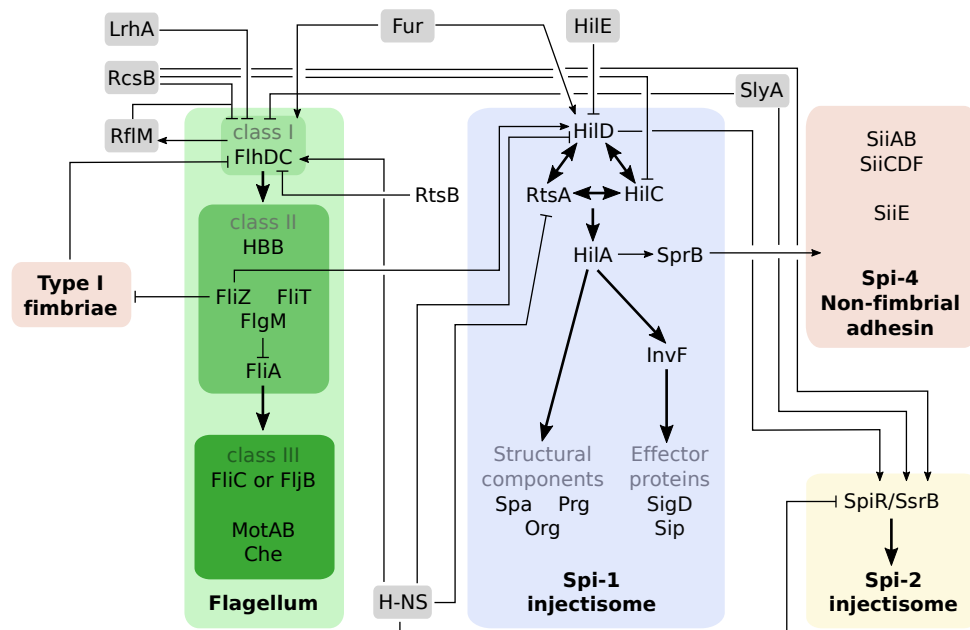 LrhA
Fur
HilE
RcsB
SlyA
RflM
class I
FlhDC
HilD
SiiAB
SiiCDF
RtsB
RtsA
HilC
SiiE
class II
HBB
HilA
SprB
Type I
fimbriae
Spi-4
Non-fimbrial
adhesin
FliZ FliT
FlgM
FliA
InvF
class III
FliC or FljB
MotAB
Che
Structural
components
Spa Prg
Org
Effector
proteins
SigD
Sip
SpiR/SsrB
Flagellum
H-NS
Spi-1
injectisome
Spi-2
injectisome